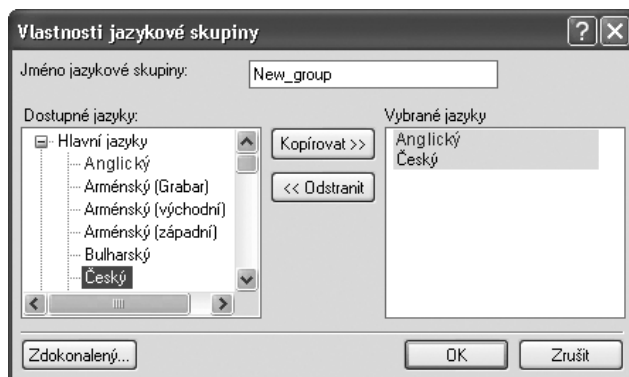 Vlastnosti jazykové skupiny
Jméno jazykové skupiny:
New_group
Dostupné jazyky:
Hlavní jazyky
Anglický
Arménský (Grabar)
Arménský (východní)
Arménský (západní)
Bulharský
Český
Kopírovat >>
<< Odstranit
Vybrané jazyky
Anglický
Český
Zdokonalený...
OK
Zrušit